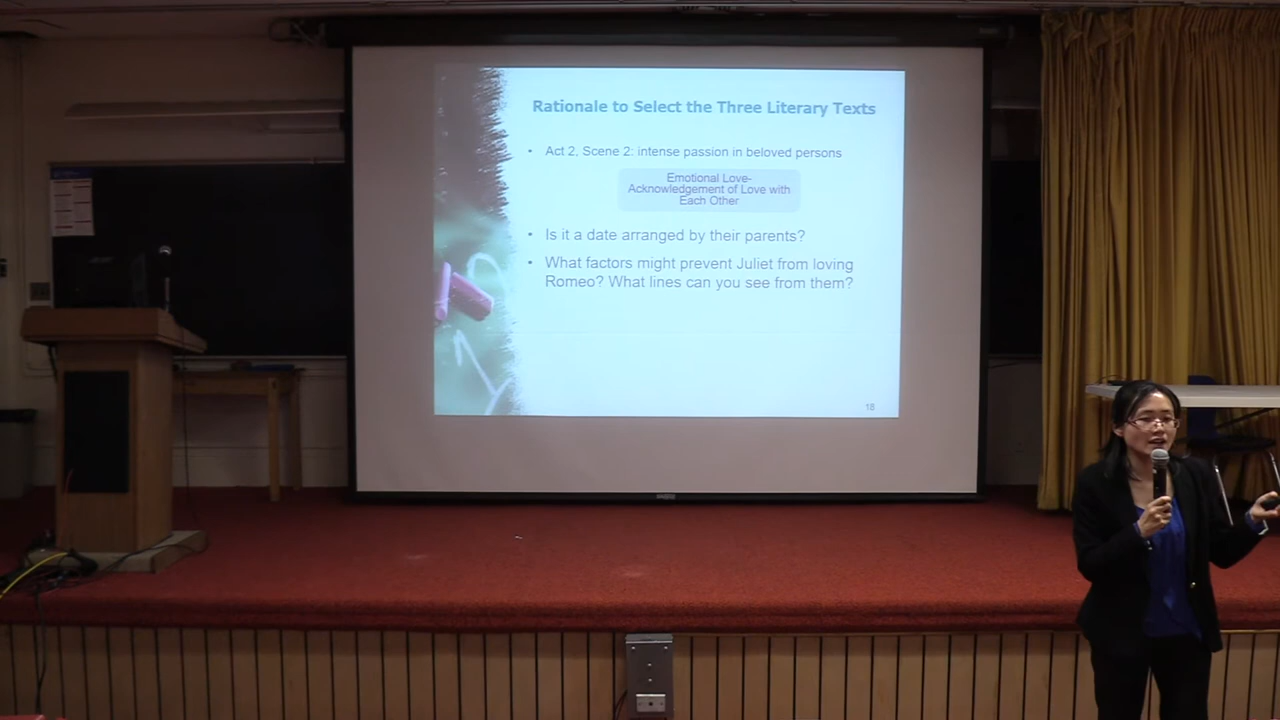 Rationale to Select the Three Literary Texts
• Act 2, Scene 2: intense passion in beloved persons
Emotional Love-
Acknowledgement of Love with
Each Other
• Is it a date arranged by their parents?
• What factors might prevent Juliet from loving
Romeo? What lines can you see from them?
18